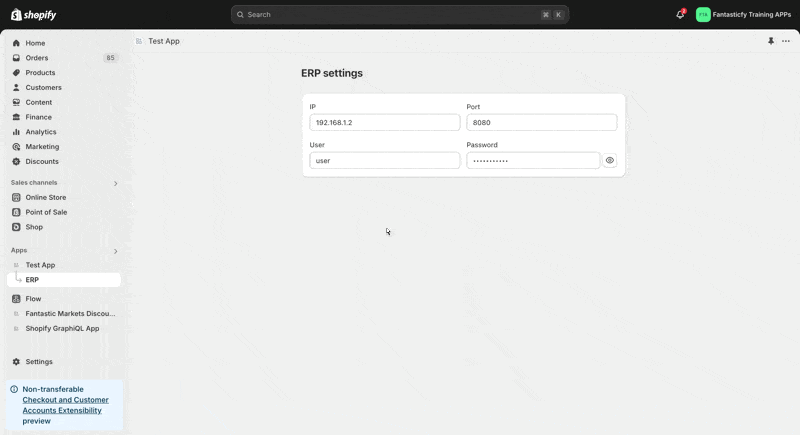 shopify
Search
⌘ K
2
FTA
Fantasticfy Training APPs
Home
Orders 85
Products
Customers
Content
Finance
Analytics
Marketing
Discounts
Sales channels
Online Store
Point of Sale
Shop
Apps
Test App
ERP
Flow
Fantastic Markets Discou...
Shopify GraphiQL App
Settings
Non-transferable
Checkout and Customer
Accounts Extensibility
preview
Test App
ERP settings
IP Port
192.168.1.2 8080
User Password
user •••••••••••